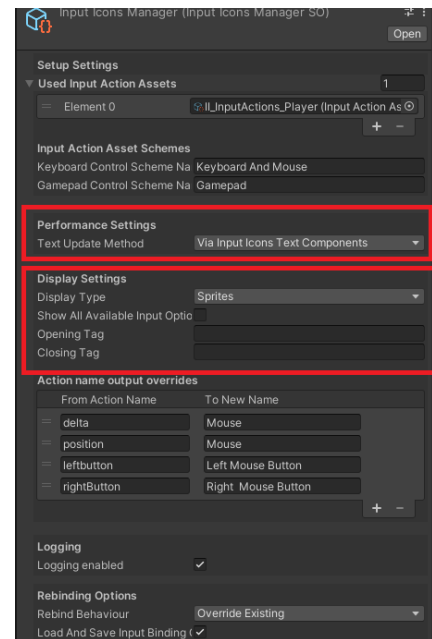 Input Icons Manager (Input Icons Manager SO)
Open
Setup Settings
Used Input Action Assets 1
Element 0 II_InputActions_Player (Input Action As
+ -
Input Action Asset Schemes
Keyboard Control Scheme Na Keyboard And Mouse
Gamepad Control Scheme Na Gamepad
Performance Settings
Text Update Method Via Input Icons Text Components
Display Settings
Display Type Sprites
Show All Available Input Optio
Opening Tag
Closing Tag
Action name output overrides
From Action Name To New Name
delta Mouse
position Mouse
leftbutton Left Mouse Button
rightButton Right Mouse Button
+ -
Logging
Logging enabled
Rebinding Options
Rebind Behaviour Override Existing
Load And Save Input Binding (